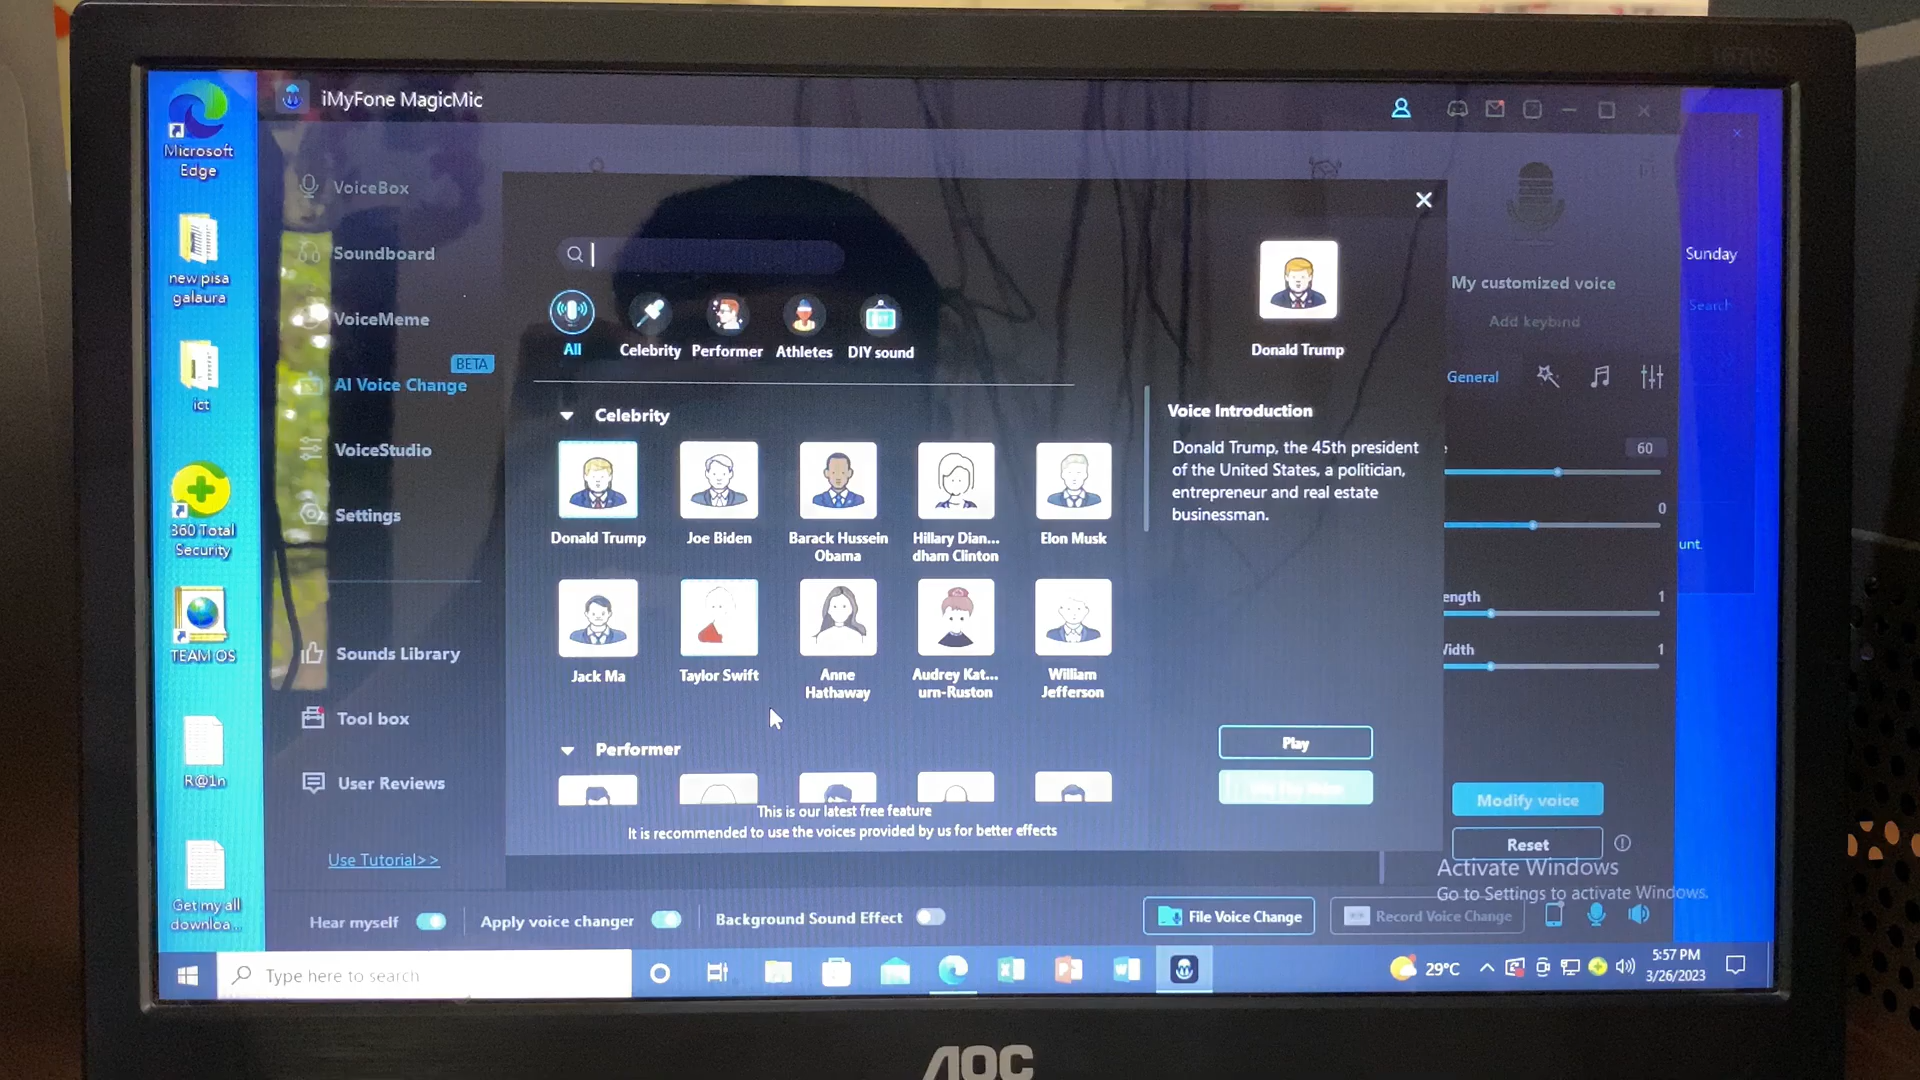 iMyFone MagicMic
Microsoft
Edge
new pisa
galaura
ict
360 Total
Security
TEAM OS
R@1n
Get my all
downloa...
VoiceBox
Soundboard
VoiceMeme
BETA
AI Voice Change
VoiceStudio
Settings
Sounds Library
Tool box
User Reviews
Use Tutorial>>
All
Celebrity
Performer
Athletes
DIY sound
Celebrity
Donald Trump
Joe Biden
Barack Hussein
Obama
Hillary Dian...
dham Clinton
Elon Musk
Jack Ma
Taylor Swift
Anne
Hathaway
Audrey Kat...
urn-Ruston
William
Jefferson
Performer
This is our latest free feature
It is recommended to use the voices provided by us for better effects
Donald Trump
Voice Introduction
Donald Trump, the 45th president
of the United States, a politician,
entrepreneur and real estate
businessman.
Play
My customized voice
Add keybind
General
60
0
ength
1
Vidth
1
Modify voice
Reset
Sunday
Search
unt.
Activate Windows
Go to Settings to activate Windows.
Hear myself
Apply voice changer
Background Sound Effect
File Voice Change
Record Voice Change
Type here to search
29°C
5:57 PM
3/26/2023
AOC